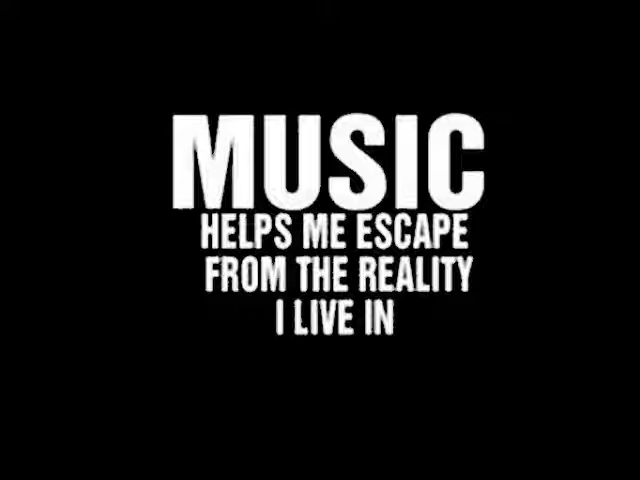 MUSIC
HELPS ME ESCAPE
FROM THE REALITY
I LIVE IN